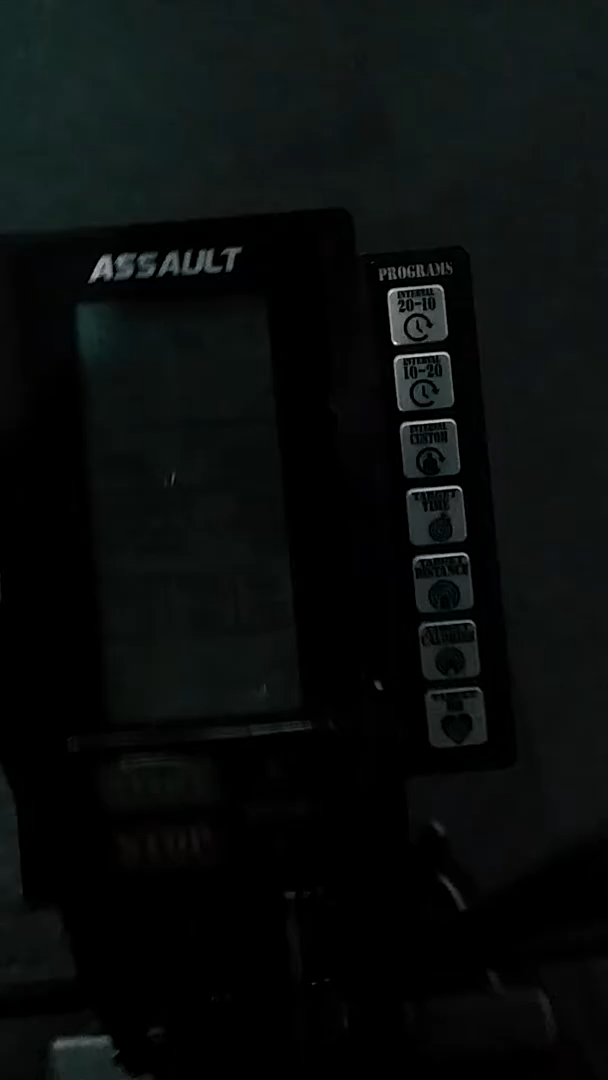 ASSAULT
PROGRAMS
INTERVAL
20-10
INTERVAL
10-20
INTERVAL
CUSTOM
TARGET
TIME
TARGET
DISTANCE
TARGET
CALORIES
TARGET
HR
STOP